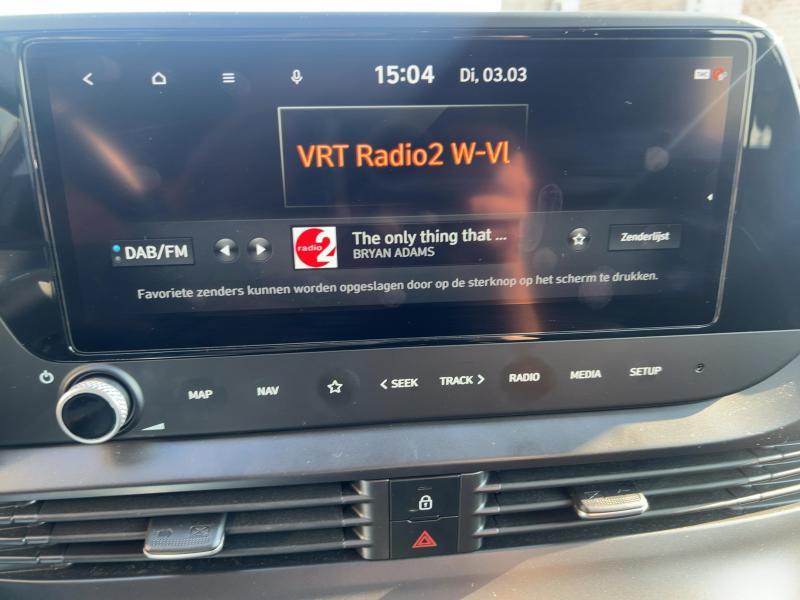 15:04 Di, 03.03
TMC
VRT Radio2 W-Vl
DAB/FM
radio 2
The only thing that ...
BRYAN ADAMS
Zenderlijst
Favoriete zenders kunnen worden opgeslagen door op de sterknop op het scherm te drukken.
MAP NAV SEEK TRACK RADIO MEDIA SETUP